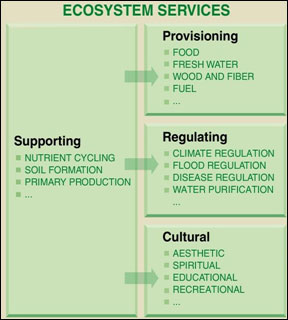 ECOSYSTEM SERVICES
Supporting
NUTRIENT CYCLING
SOIL FORMATION
PRIMARY PRODUCTION
...
Provisioning
FOOD
FRESH WATER
WOOD AND FIBER
FUEL
...
Regulating
CLIMATE REGULATION
FLOOD REGULATION
DISEASE REGULATION
WATER PURIFICATION
...
Cultural
AESTHETIC
SPIRITUAL
EDUCATIONAL
RECREATIONAL
...